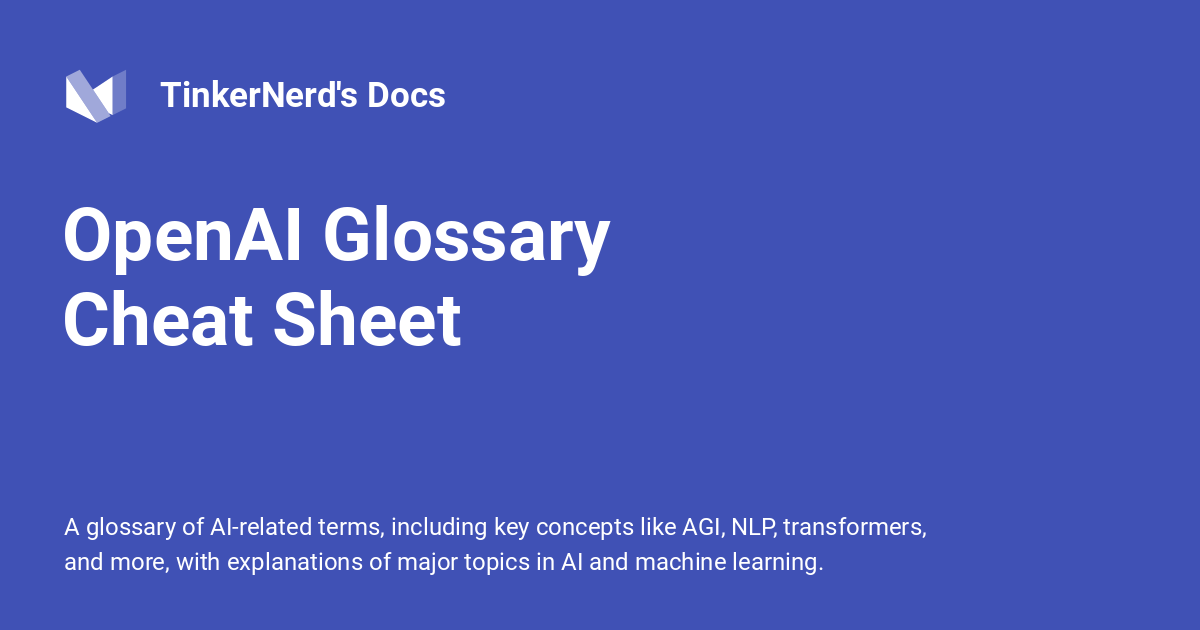 TinkerNerd's Docs
OpenAI Glossary
Cheat Sheet
A glossary of AI-related terms, including key concepts like AGI, NLP, transformers,
and more, with explanations of major topics in AI and machine learning.